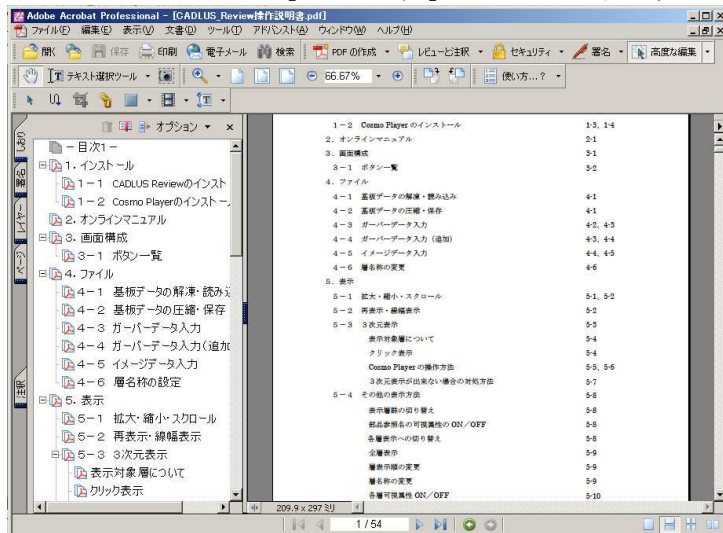 Adobe Acrobat Professional - [CADLUS_Review操作説明書.pdf]
ファイル(F) 編集(E) 表示(V) 文書(D) ツール(T) アドバンスト(A) ウィンドウ(W) ヘルプ(H)
開く 保存 印刷 電子メール 検索 PDF の作成 レビューと注釈 セキュリティ 署名 高度な編集
テキスト選択ツール 66.67% 使い方...?
オプション
しおり
署名
レイヤー
ページ
注釈
－目次1－
1. インストール
1－1 CADLUS Reviewのインスト
1－2 Cosmo Playerのインストー
2. オンラインマニュアル
3. 画面構成
3－1 ボタン一覧
4. ファイル
4－1 基板データの解凍・読み込
4－2 基板データの圧縮・保存
4－3 ガーバーデータ入力
4－4 ガーバーデータ入力(追加
4－5 イメージデータ入力
4－6 層名称の設定
5. 表示
5－1 拡大・縮小・スクロール
5－2 再表示・線幅表示
5－3 3次元表示
表示対象層について
クリック表示
1－2 Cosmo Player のインストール 1-3, 1-4
2. オンラインマニュアル 2-1
3. 画面構成 3-1
3－1 ボタン一覧 3-2
4. ファイル
4－1 基板データの解凍・読み込み 4-1
4－2 基板データの圧縮・保存 4-1
4－3 ガーバーデータ入力 4-2, 4-3
4－4 ガーバーデータ入力（追加） 4-3, 4-4
4－5 イメージデータ入力 4-4, 4-5
4－6 層名称の変更 4-6
5. 表示
5－1 拡大・縮小・スクロール 5-1, 5-2
5－2 再表示・線幅表示 5-2
5－3 3次元表示 5-3
表示対象層について 5-4
クリック表示 5-4
Cosmo Player の操作方法 5-5, 5-6
3次元表示が出来ない場合の対処方法 5-7
5－4 その他の表示方法 5-8
表示層群の切り替え 5-8
部品参照名の可視属性の ON／OFF 5-8
各層表示への切り替え 5-8
全層表示 5-9
層表示順の変更 5-9
層名称の変更 5-9
各層可視属性 ON／OFF 5-10
209.9 x 297 ミリ
1 / 54